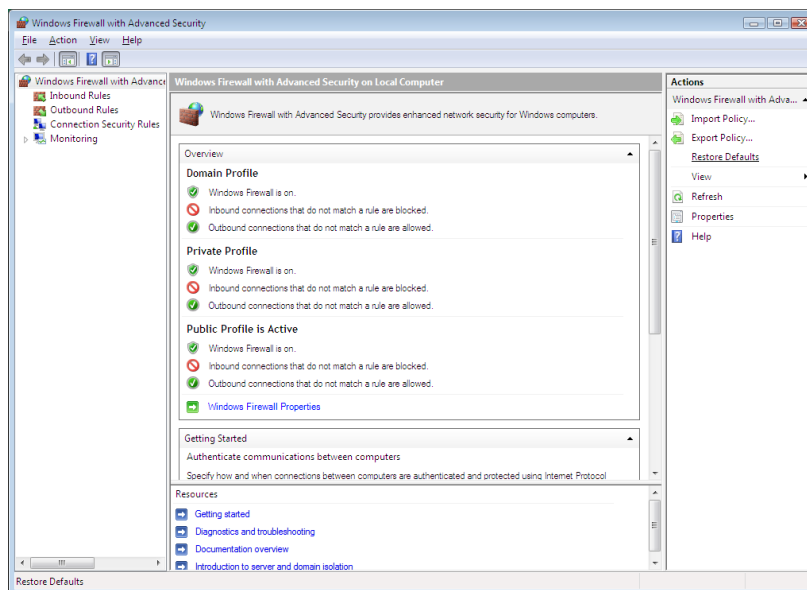 Windows Firewall with Advanced Security
File Action View Help
Windows Firewall with Advance
Inbound Rules
Outbound Rules
Connection Security Rules
Monitoring
Windows Firewall with Advanced Security on Local Computer
Windows Firewall with Advanced Security provides enhanced network security for Windows computers.
Overview
Domain Profile
Windows Firewall is on.
Inbound connections that do not match a rule are blocked.
Outbound connections that do not match a rule are allowed.
Private Profile
Windows Firewall is on.
Inbound connections that do not match a rule are blocked.
Outbound connections that do not match a rule are allowed.
Public Profile is Active
Windows Firewall is on.
Inbound connections that do not match a rule are blocked.
Outbound connections that do not match a rule are allowed.
Windows Firewall Properties
Getting Started
Authenticate communications between computers
Specify how and when connections between computers are authenticated and protected using Internet Protocol
Resources
Getting started
Diagnostics and troubleshooting
Documentation overview
Introduction to server and domain isolation
Actions
Windows Firewall with Adva...
Import Policy...
Export Policy...
Restore Defaults
View
Refresh
Properties
Help
Restore Defaults